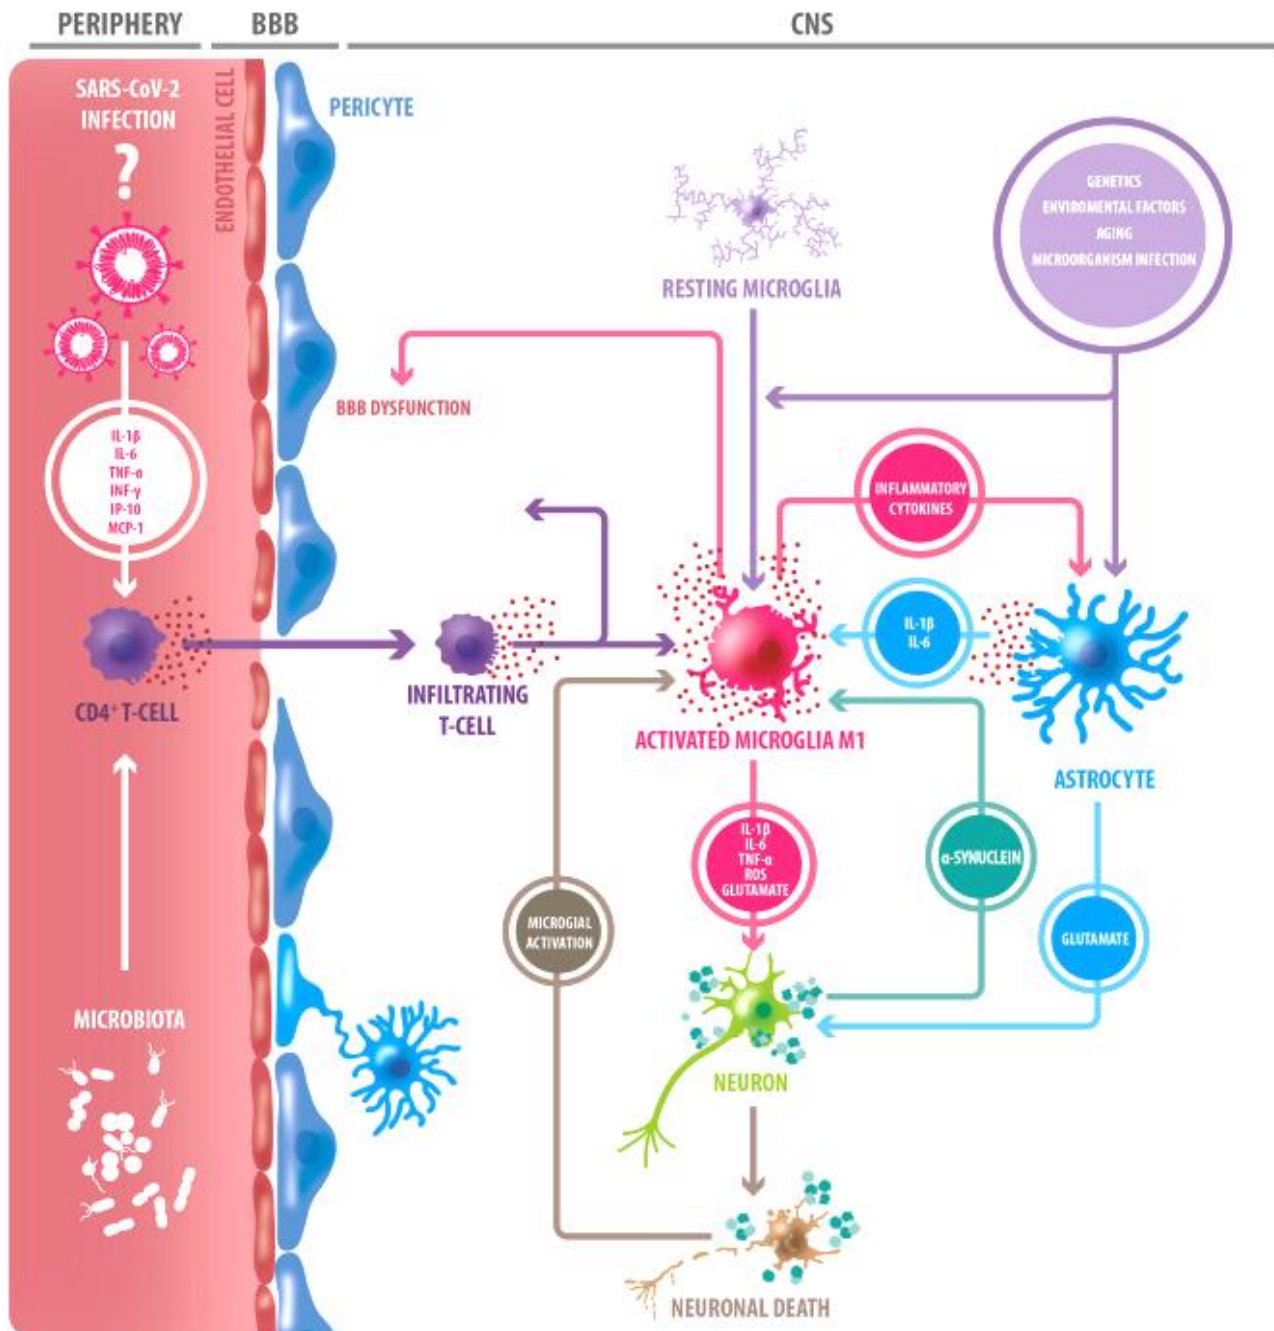 PERIPHERY
BBB
CNS
SARS-CoV-2
INFECTION
?
ENDOTHELIAL CELL
PERICYTE
GENETICS
ENVIROMENTAL FACTORS
AGING
MICROORGANISM INFECTION
RESTING MICROGLIA
BBB DYSFUNCTION
IL-1β
IL-6
TNF-α
INF-γ
IP-10
MCP-1
INFLAMMATORY
CYTOKINES
IL-1β
IL-6
CD4⁺ T-CELL
INFILTRATING
T-CELL
ACTIVATED MICROGLIA M1
ASTROCYTE
IL-1β
IL-6
TNF-α
ROS
GLUTAMATE
α-SYNUCLEIN
MICROGIAL
ACTIVATION
GLUTAMATE
MICROBIOTA
NEURON
NEURONAL DEATH